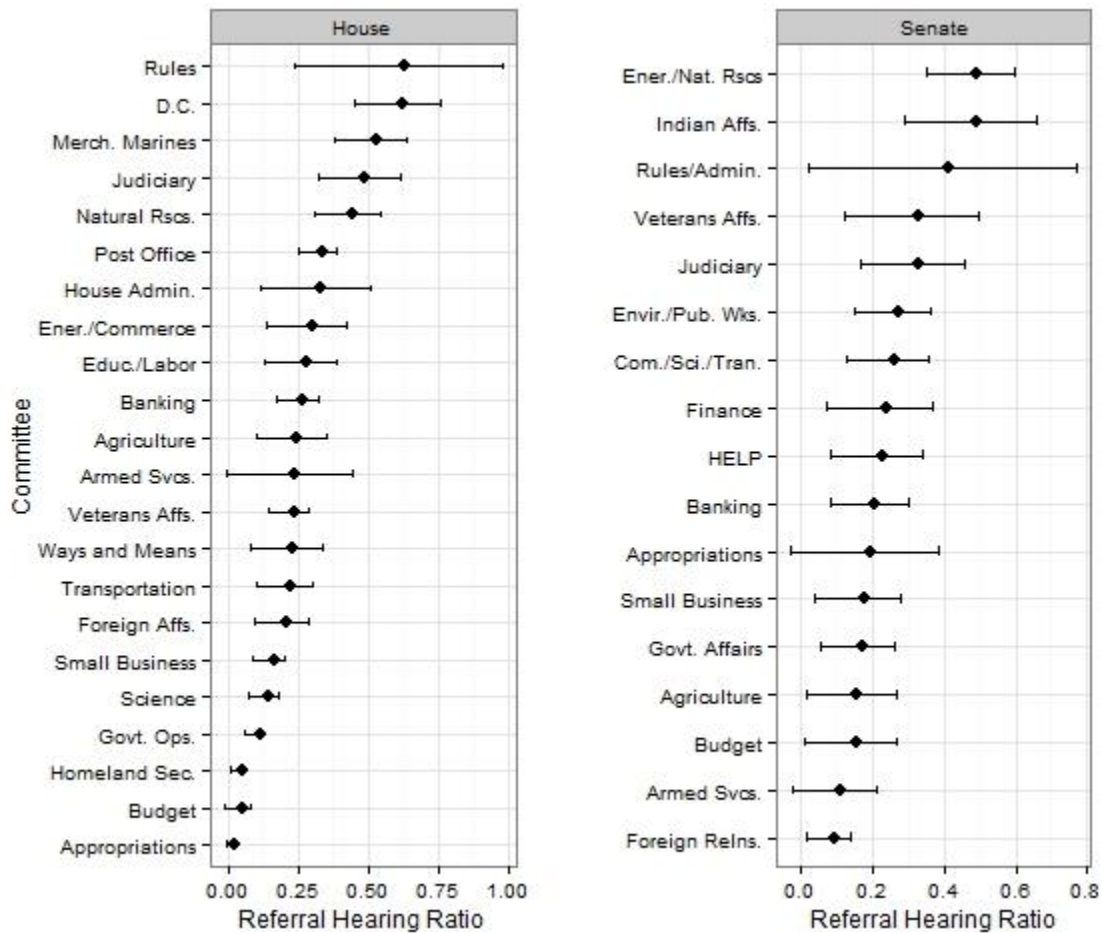 House
Rules
D.C.
Merch. Marines
Judiciary
Natural Rscs.
Post Office
House Admin.
Ener./Commerce
Educ./Labor
Banking
Agriculture
Armed Svcs.
Veterans Affs.
Ways and Means
Transportation
Foreign Affs.
Small Business
Science
Govt. Ops.
Homeland Sec.
Budget
Appropriations
Committee
0.00 0.25 0.50 0.75 1.00
Referral Hearing Ratio
Senate
Ener./Nat. Rscs
Indian Affs.
Rules/Admin.
Veterans Affs.
Judiciary
Envir./Pub. Wks.
Com./Sci./Tran.
Finance
HELP
Banking
Appropriations
Small Business
Govt. Affairs
Agriculture
Budget
Armed Svcs.
Foreign Relns.
0.0 0.2 0.4 0.6 0.8
Referral Hearing Ratio